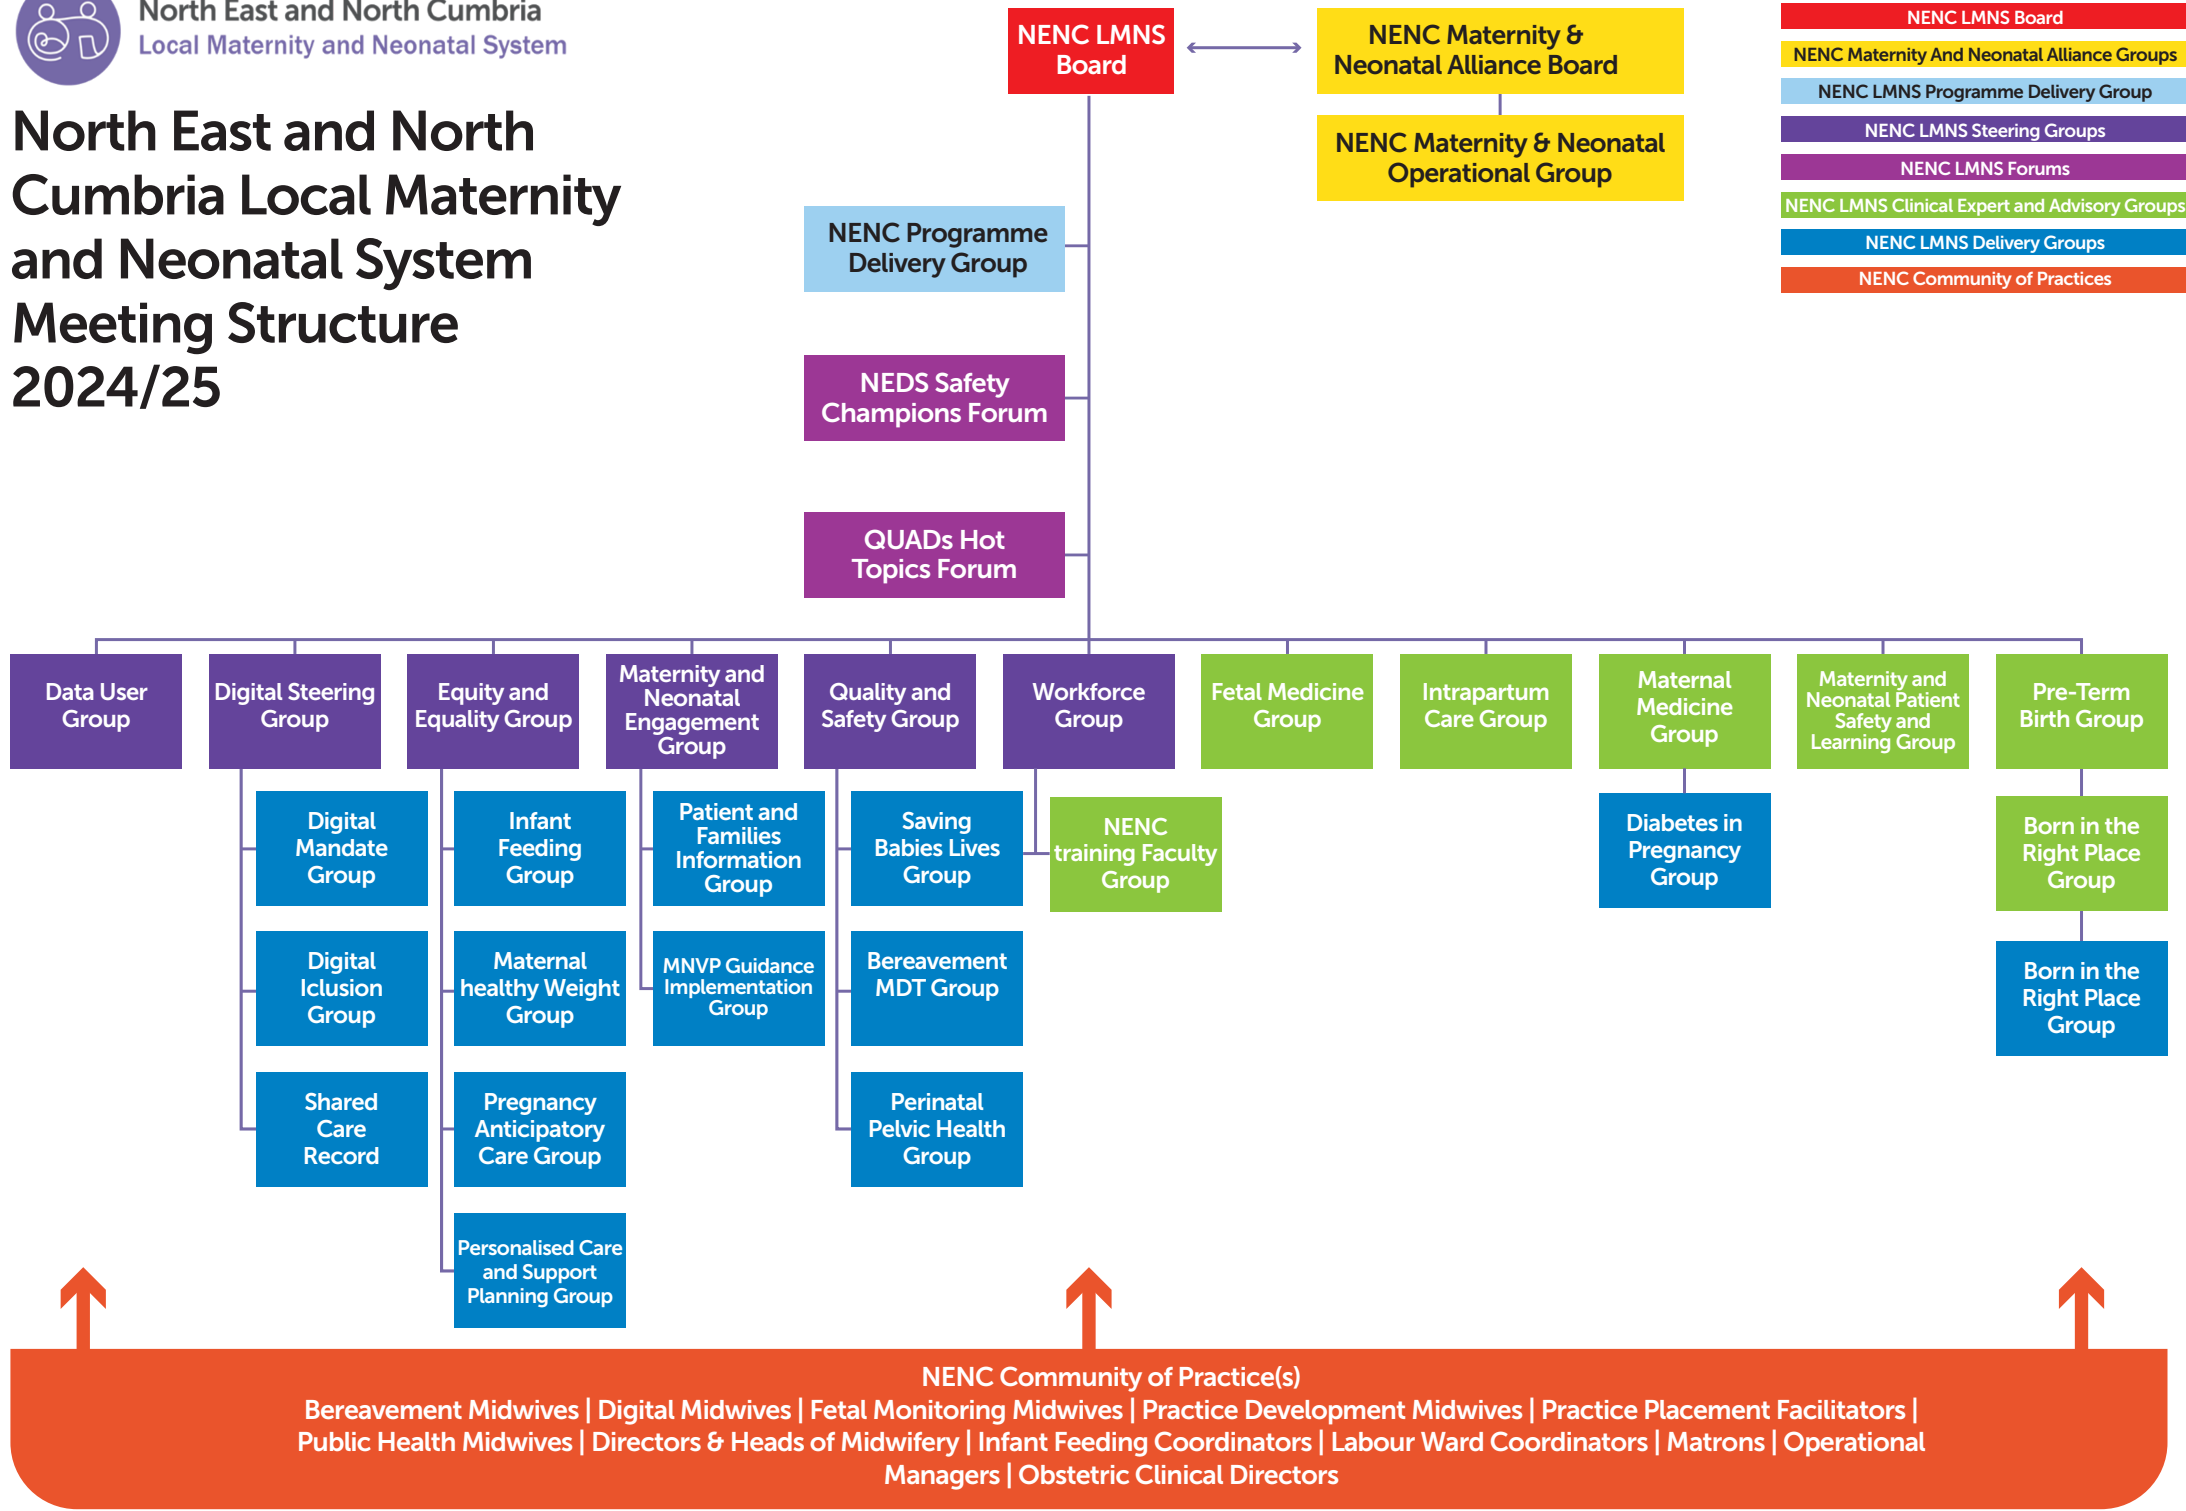 North East and North Cumbria
Local Maternity and Neonatal System
North East and North
Cumbria Local Maternity
and Neonatal System
Meeting Structure
2024/25
NENC LMNS
Board
NENC Maternity &
Neonatal Alliance Board
NENC Maternity & Neonatal
Operational Group
NENC LMNS Board
NENC Maternity And Neonatal Alliance Groups
NENC LMNS Programme Delivery Group
NENC LMNS Steering Groups
NENC LMNS Forums
NENC LMNS Clinical Expert and Advisory Groups
NENC LMNS Delivery Groups
NENC Community of Practices
NENC Programme
Delivery Group
NEDS Safety
Champions Forum
QUADs Hot
Topics Forum
Data User
Group
Digital Steering
Group
Equity and
Equality Group
Maternity and
Neonatal
Engagement
Group
Quality and
Safety Group
Workforce
Group
Fetal Medicine
Group
Intrapartum
Care Group
Maternal
Medicine
Group
Maternity and
Neonatal Patient
Safety and
Learning Group
Pre-Term
Birth Group
Digital
Mandate
Group
Infant
Feeding
Group
Patient and
Families
Information
Group
Saving
Babies Lives
Group
NENC
training Faculty
Group
Diabetes in
Pregnancy
Group
Born in the
Right Place
Group
Digital
Iclusion
Group
Maternal
healthy Weight
Group
MNVP Guidance
Implementation
Group
Bereavement
MDT Group
Born in the
Right Place
Group
Shared
Care
Record
Pregnancy
Anticipatory
Care Group
Perinatal
Pelvic Health
Group
Personalised Care
and Support
Planning Group
NENC Community of Practice(s)
Bereavement Midwives | Digital Midwives | Fetal Monitoring Midwives | Practice Development Midwives | Practice Placement Facilitators |
Public Health Midwives | Directors & Heads of Midwifery | Infant Feeding Coordinators | Labour Ward Coordinators | Matrons | Operational
Managers | Obstetric Clinical Directors